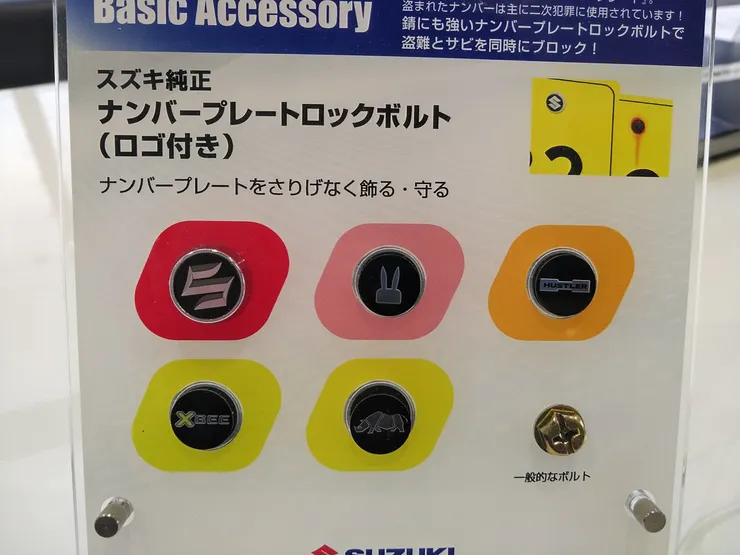 Basic Accessory
盗まれたナンバーは主に二次犯罪に使用されています！
錆にも強いナンバープレートロックボルトで
盗難とサビを同時にブロック！
スズキ純正
ナンバープレートロックボルト
（ロゴ付き）
ナンバープレートをさりげなく飾る・守る
HUSTLER
XBEE
一般的なボルト
SUZUKI